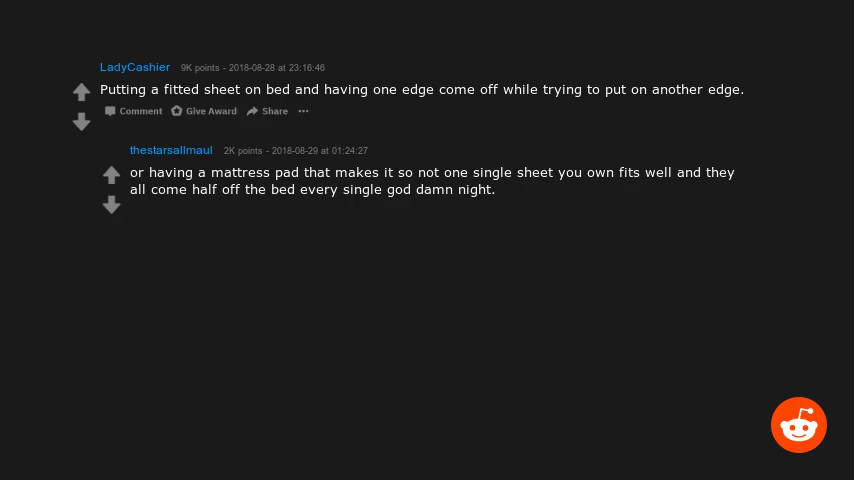 LadyCashier 9K points - 2018-08-28 at 23:16:46
Putting a fitted sheet on bed and having one edge come off while trying to put on another edge.
Comment Give Award Share ···
thestarsallmaul 2K points - 2018-08-29 at 01:24:27
or having a mattress pad that makes it so not one single sheet you own fits well and they
all come half off the bed every single god damn night.